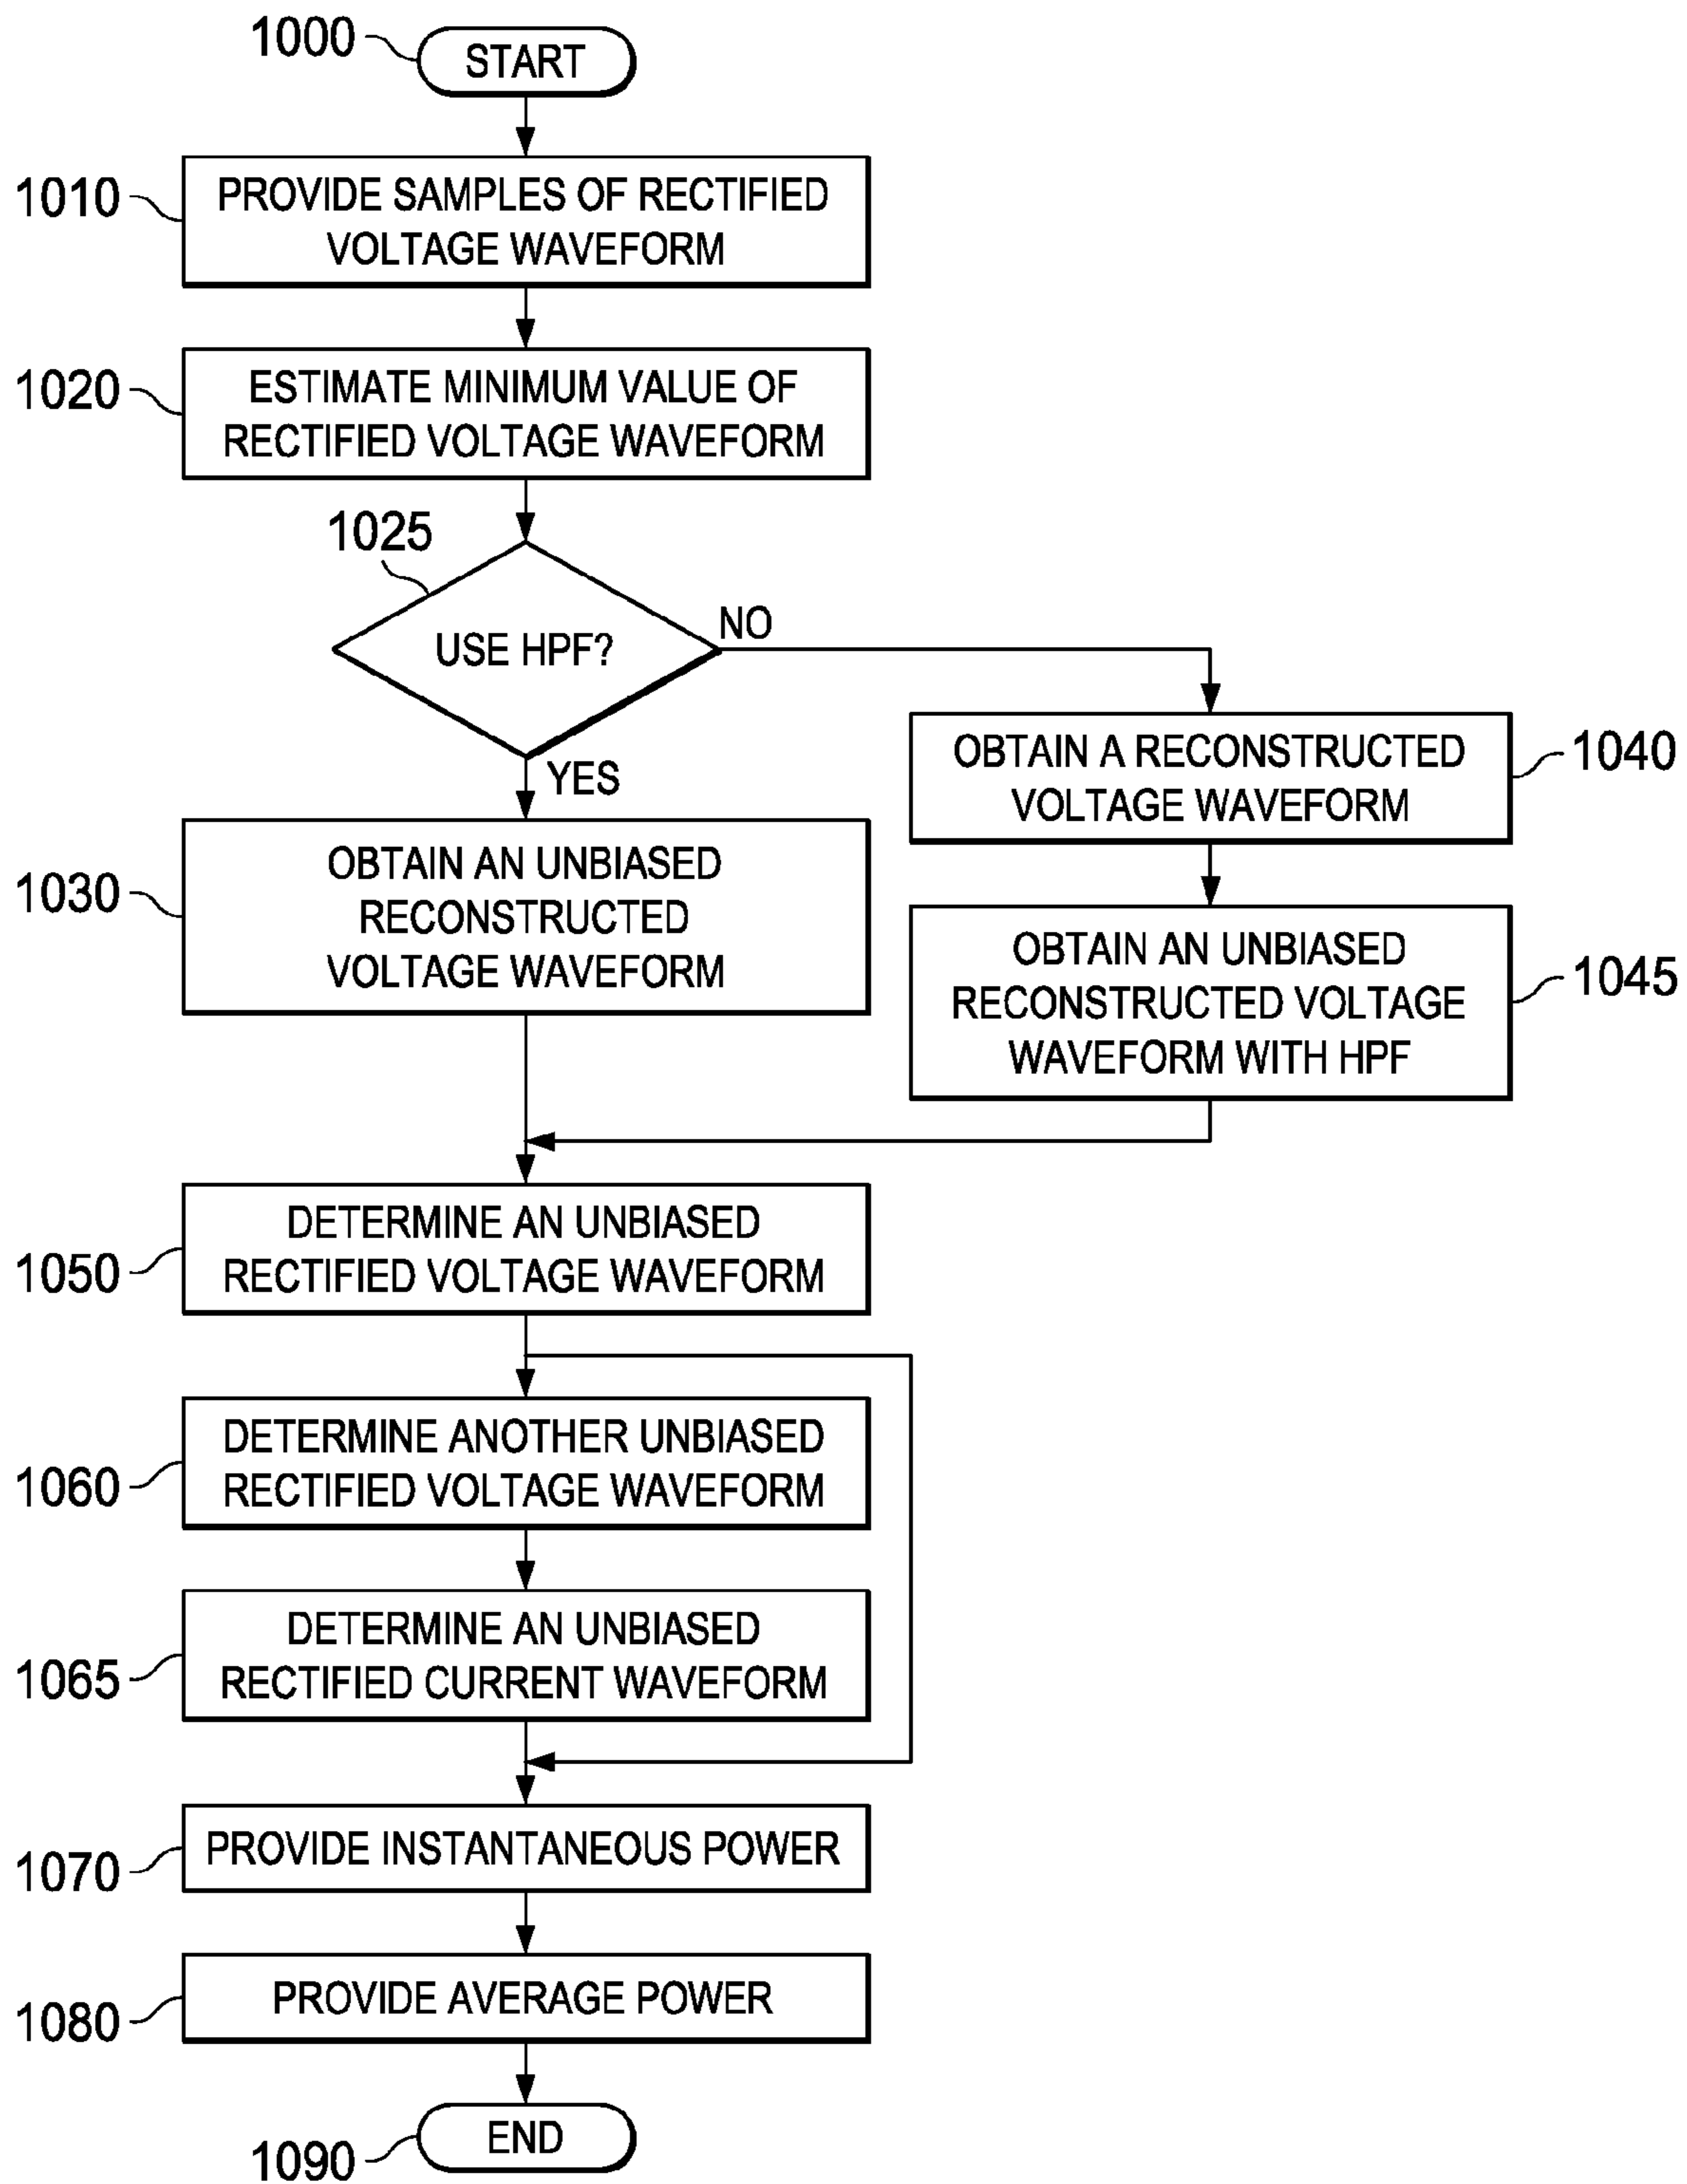 1000
START
1010
PROVIDE SAMPLES OF RECTIFIED
VOLTAGE WAVEFORM
1020
ESTIMATE MINIMUM VALUE OF
RECTIFIED VOLTAGE WAVEFORM
1025
USE HPF?
NO
YES
OBTAIN A RECONSTRUCTED
VOLTAGE WAVEFORM
1040
1030
OBTAIN AN UNBIASED
RECONSTRUCTED
VOLTAGE WAVEFORM
OBTAIN AN UNBIASED
RECONSTRUCTED VOLTAGE
WAVEFORM WITH HPF
1045
1050
DETERMINE AN UNBIASED
RECTIFIED VOLTAGE WAVEFORM
1060
DETERMINE ANOTHER UNBIASED
RECTIFIED VOLTAGE WAVEFORM
1065
DETERMINE AN UNBIASED
RECTIFIED CURRENT WAVEFORM
1070
PROVIDE INSTANTANEOUS POWER
1080
PROVIDE AVERAGE POWER
1090
END